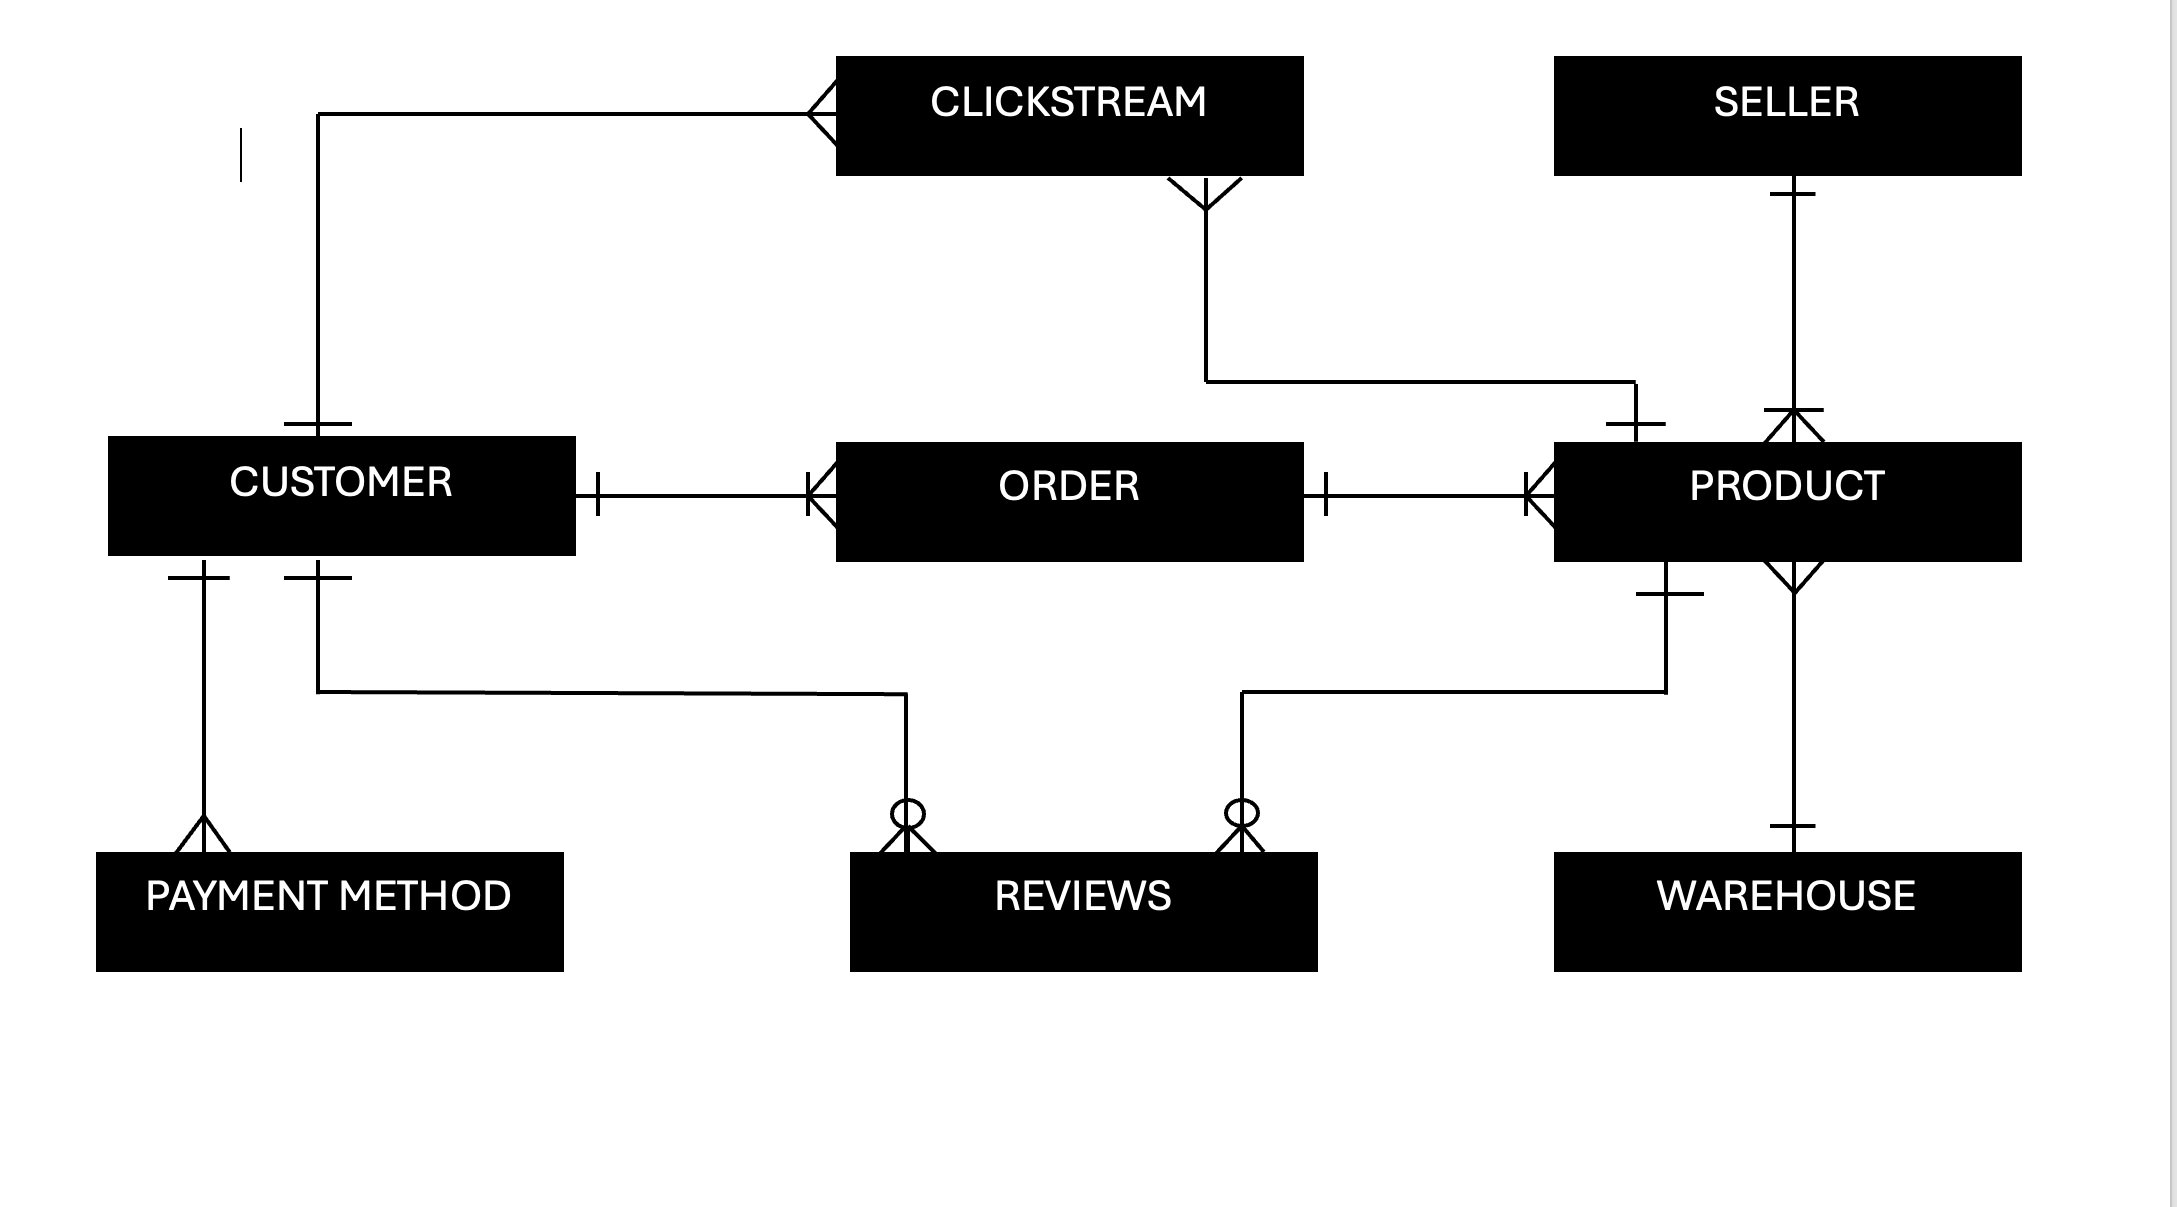 CLICKSTREAM
SELLER
CUSTOMER
ORDER
PRODUCT
PAYMENT METHOD
REVIEWS
WAREHOUSE